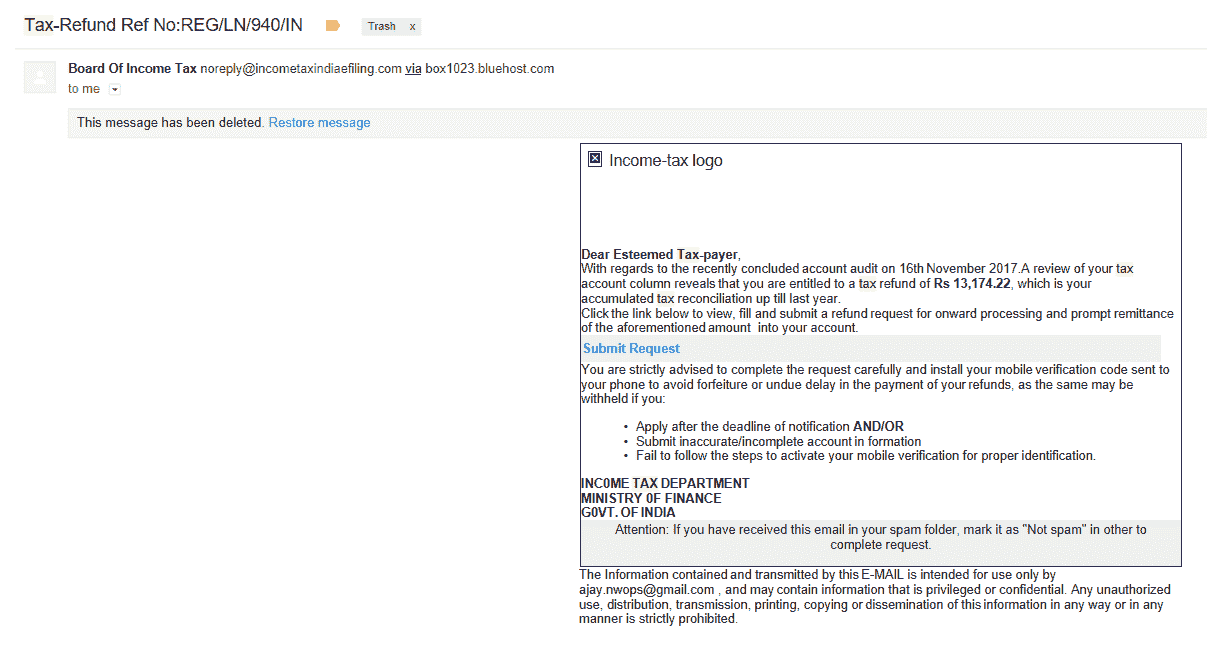 Tax-Refund Ref No:REG/LN/940/IN Trash x
Board Of Income Tax noreply@incometaxindiaefiling.com via box1023.bluehost.com
to me
This message has been deleted. Restore message
Income-tax logo
Dear Esteemed Tax-payer,
With regards to the recently concluded account audit on 16th November 2017.A review of your tax
account column reveals that you are entitled to a tax refund of Rs 13,174.22, which is your
accumulated tax reconciliation up till last year.
Click the link below to view, fill and submit a refund request for onward processing and prompt remittance
of the aforementioned amount into your account.
Submit Request
You are strictly advised to complete the request carefully and install your mobile verification code sent to
your phone to avoid forfeiture or undue delay in the payment of your refunds, as the same may be
withheld if you:
• Apply after the deadline of notification AND/OR
• Submit inaccurate/incomplete account in formation
• Fail to follow the steps to activate your mobile verification for proper identification.
INC0ME TAX DEPARTMENT
MINISTRY 0F FINANCE
G0VT. OF INDIA
Attention: If you have received this email in your spam folder, mark it as "Not spam" in other to
complete request.
The Information contained and transmitted by this E-MAIL is intended for use only by
ajay.nwops@gmail.com , and may contain information that is privileged or confidential. Any unauthorized
use, distribution, transmission, printing, copying or dissemination of this information in any way or in any
manner is strictly prohibited.